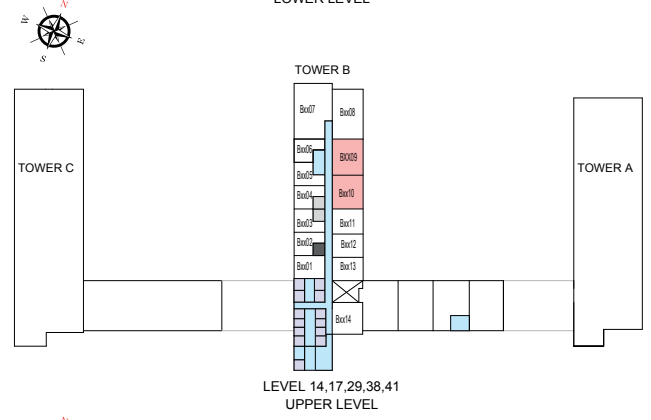 LOWER LEVEL
N
W
E
S
TOWER B
Bxx07
Bxx08
Bxx06
BXX09
TOWER C
TOWER A
Bxx05
Bxx04
Bxx10
Bxx03
Bxx11
Bxx02
Bxx12
Bxx01
Bxx13
Bxx14
LEVEL 14,17,29,38,41
UPPER LEVEL
N